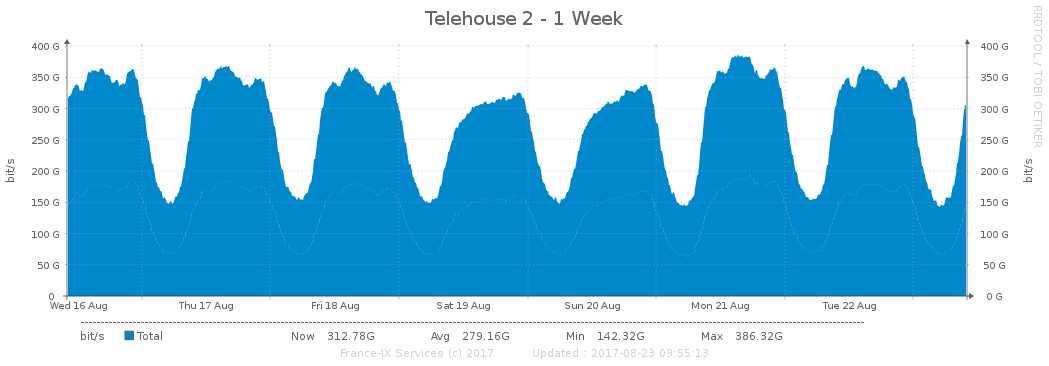 Telehouse 2 - 1 Week
RRDTOOL / TOBI OETIKER
400 G 400 G
350 G 350 G
300 G 300 G
250 G 250 G
200 G 200 G
150 G 150 G
100 G 100 G
50 G 50 G
0 0 G
bit/s
bit/s
Wed 16 Aug Thu 17 Aug Fri 18 Aug Sat 19 Aug Sun 20 Aug Mon 21 Aug Tue 22 Aug
bit/s Total Now 312.78G Avg 279.16G Min 142.32G Max 386.32G
France-IX Services (c) 2017 Updated : 2017-08-23 09:55:13